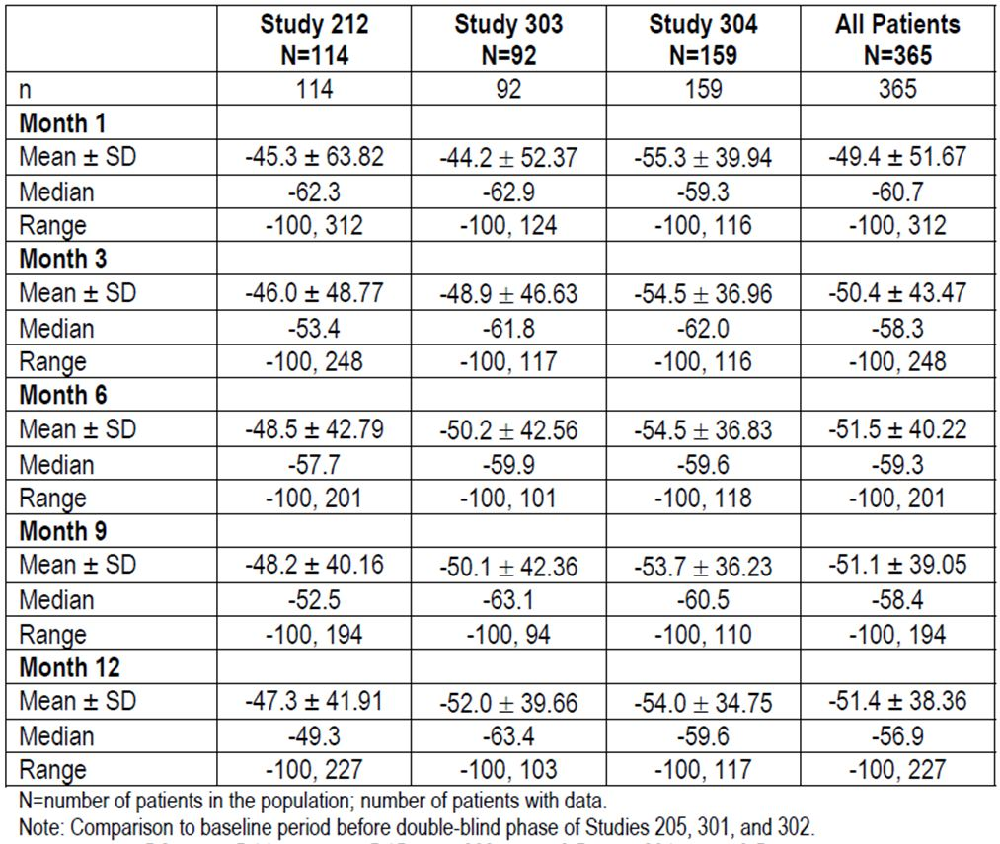 Study 212 Study 303 Study 304 All Patients
N=114 N=92 N=159 N=365
n 114 92 159 365
Month 1
Mean ± SD -45.3 ± 63.82 -44.2 ± 52.37 -55.3 ± 39.94 -49.4 ± 51.67
Median -62.3 -62.9 -59.3 -60.7
Range -100, 312 -100, 124 -100, 116 -100, 312
Month 3
Mean ± SD -46.0 ± 48.77 -48.9 ± 46.63 -54.5 ± 36.96 -50.4 ± 43.47
Median -53.4 -61.8 -62.0 -58.3
Range -100, 248 -100, 117 -100, 116 -100, 248
Month 6
Mean ± SD -48.5 ± 42.79 -50.2 ± 42.56 -54.5 ± 36.83 -51.5 ± 40.22
Median -57.7 -59.9 -59.6 -59.3
Range -100, 201 -100, 101 -100, 118 -100, 201
Month 9
Mean ± SD -48.2 ± 40.16 -50.1 ± 42.36 -53.7 ± 36.23 -51.1 ± 39.05
Median -52.5 -63.1 -60.5 -58.4
Range -100, 194 -100, 94 -100, 110 -100, 194
Month 12
Mean ± SD -47.3 ± 41.91 -52.0 ± 39.66 -54.0 ± 34.75 -51.4 ± 38.36
Median -49.3 -63.4 -59.6 -56.9
Range -100, 227 -100, 103 -100, 117 -100, 227
N=number of patients in the population; number of patients with data.
Note: Comparison to baseline period before double-blind phase of Studies 205, 301, and 302.